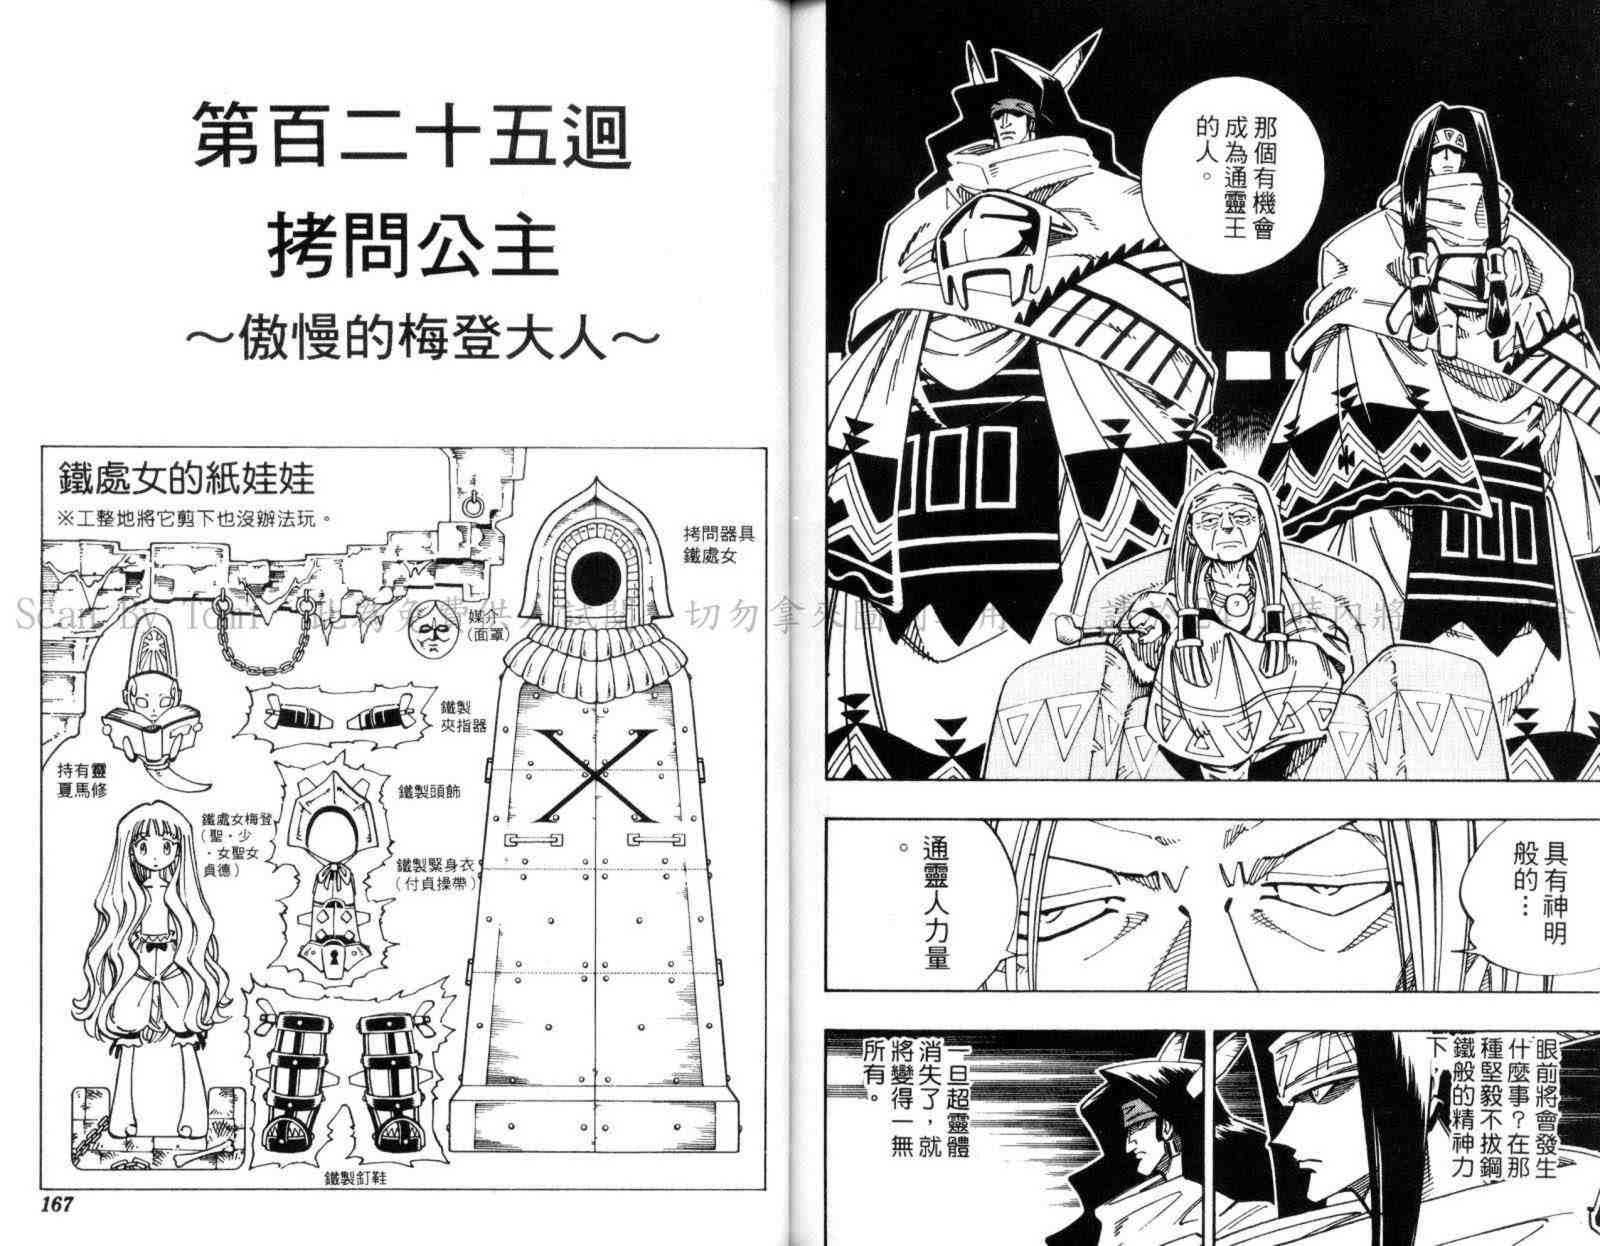 那個有機會
成為通靈王
的人。
具有神明
般的…
通靈人力量
。
眼前將會發生
什麼事?在那
種堅毅不拔鋼
鐵般的精神力
下，
一旦超靈體
消失了，就
將變得一無
所有。
第百二十五迴
拷問公主
～傲慢的梅登大人～
鐵處女的紙娃娃
※工整地將它剪下也沒辦法玩。
拷問器具
鐵處女
媒介
(面罩)
鐵製
夾指器
持有靈
夏馬修
鐵製頭飾
鐵處女梅登
(聖・少
・女聖女
貞德)
鐵製緊身衣
(付貞操帶)
鐵製釘鞋
167
Scan By